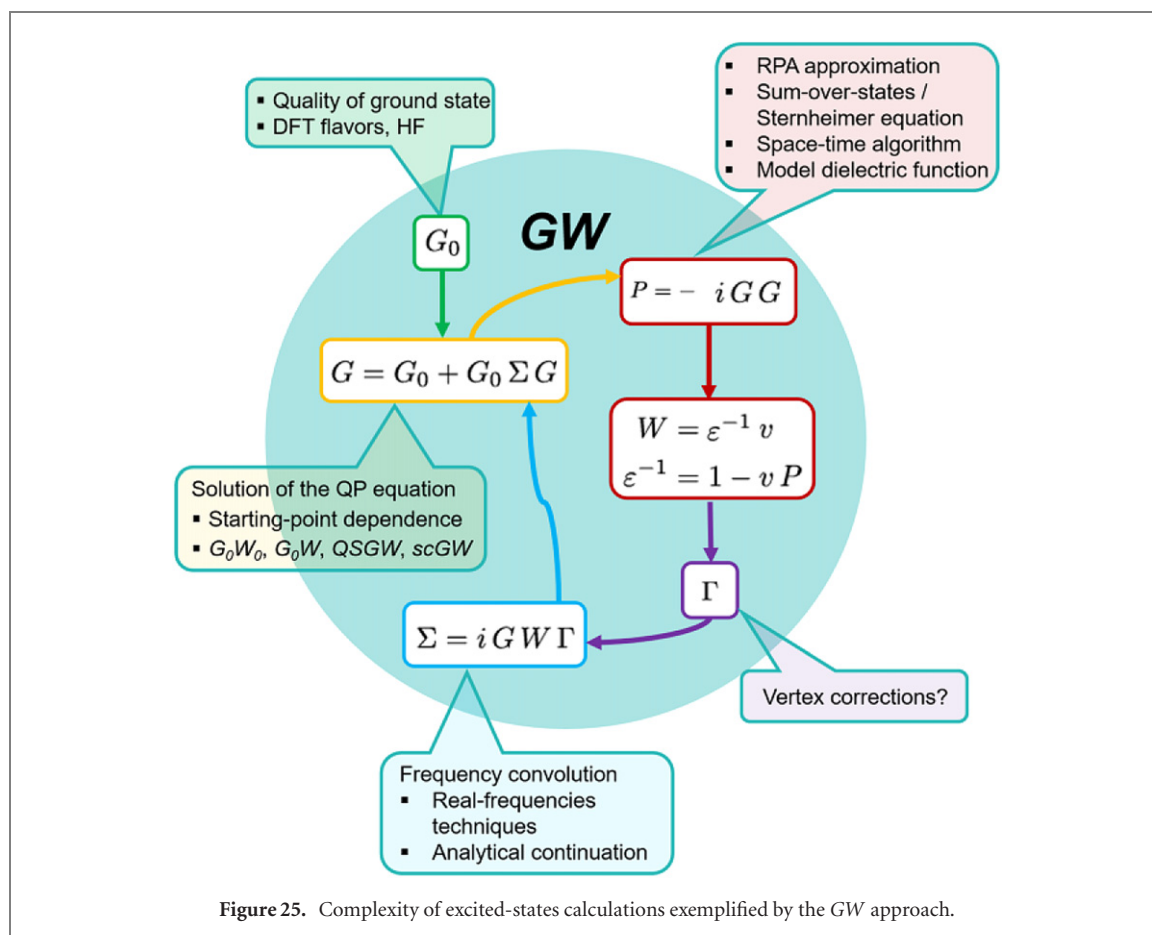 ▪ Quality of ground state
▪ DFT flavors, HF
▪ RPA approximation
▪ Sum-over-states /
Sternheimer equation
▪ Space-time algorithm
▪ Model dielectric function
GW
G₀
P = − i G G
G = G₀ + G₀ Σ G
W = ε⁻¹ v
ε⁻¹ = 1 − v P
Solution of the QP equation
▪ Starting-point dependence
▪ G₀W₀, G₀W, QSGW, scGW
Γ
Σ = i G W Γ
Vertex corrections?
Frequency convolution
▪ Real-frequencies
techniques
▪ Analytical continuation
Figure 25. Complexity of excited-states calculations exemplified by the GW approach.